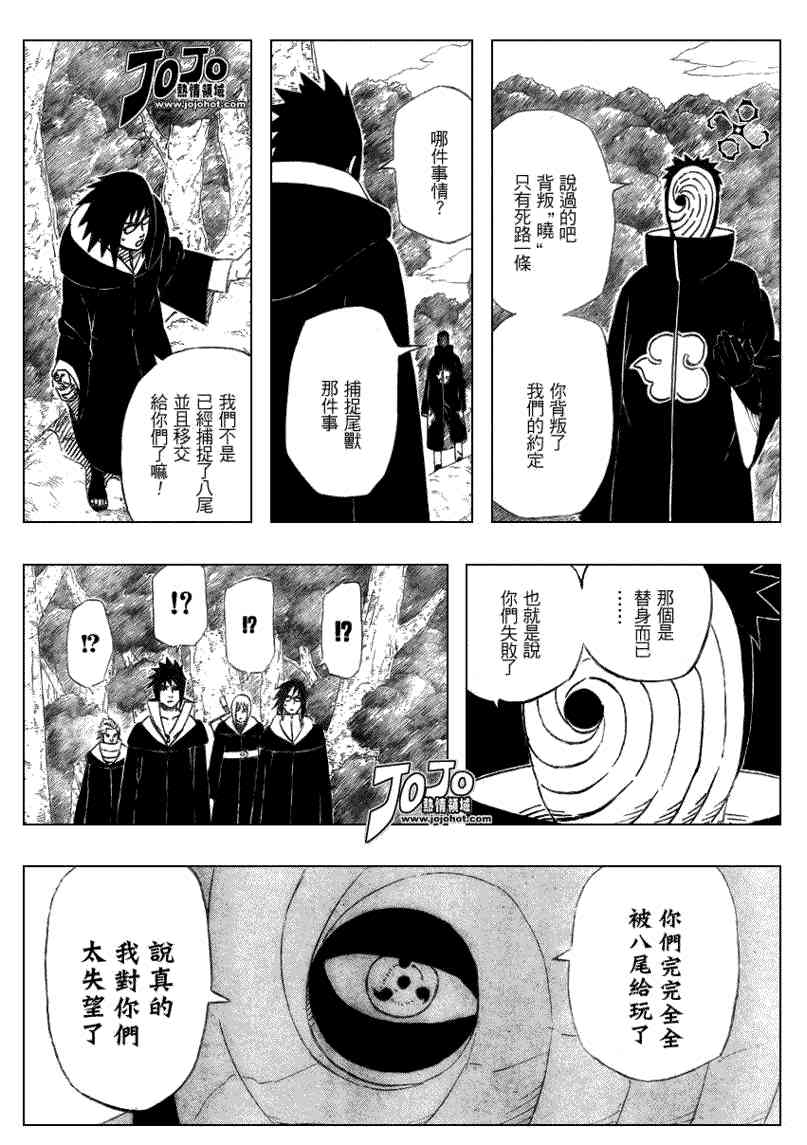 說過的吧
背叛”曉“
只有死路一條
你背叛了
我們的約定
哪件事情？
捕捉尾獸
那件事
JOJO
熱情領域
www.jojohot.com
我們不是
已經捕捉了八尾
並且移交
給你們了嘛！
那個是
替身而已
……
也就是說
你們失敗了
!?
!?
!?
!?
JOJO
熱情領域
www.jojohot.com
你們完完全全
被八尾給玩了
說真的
我對你們
太失望了